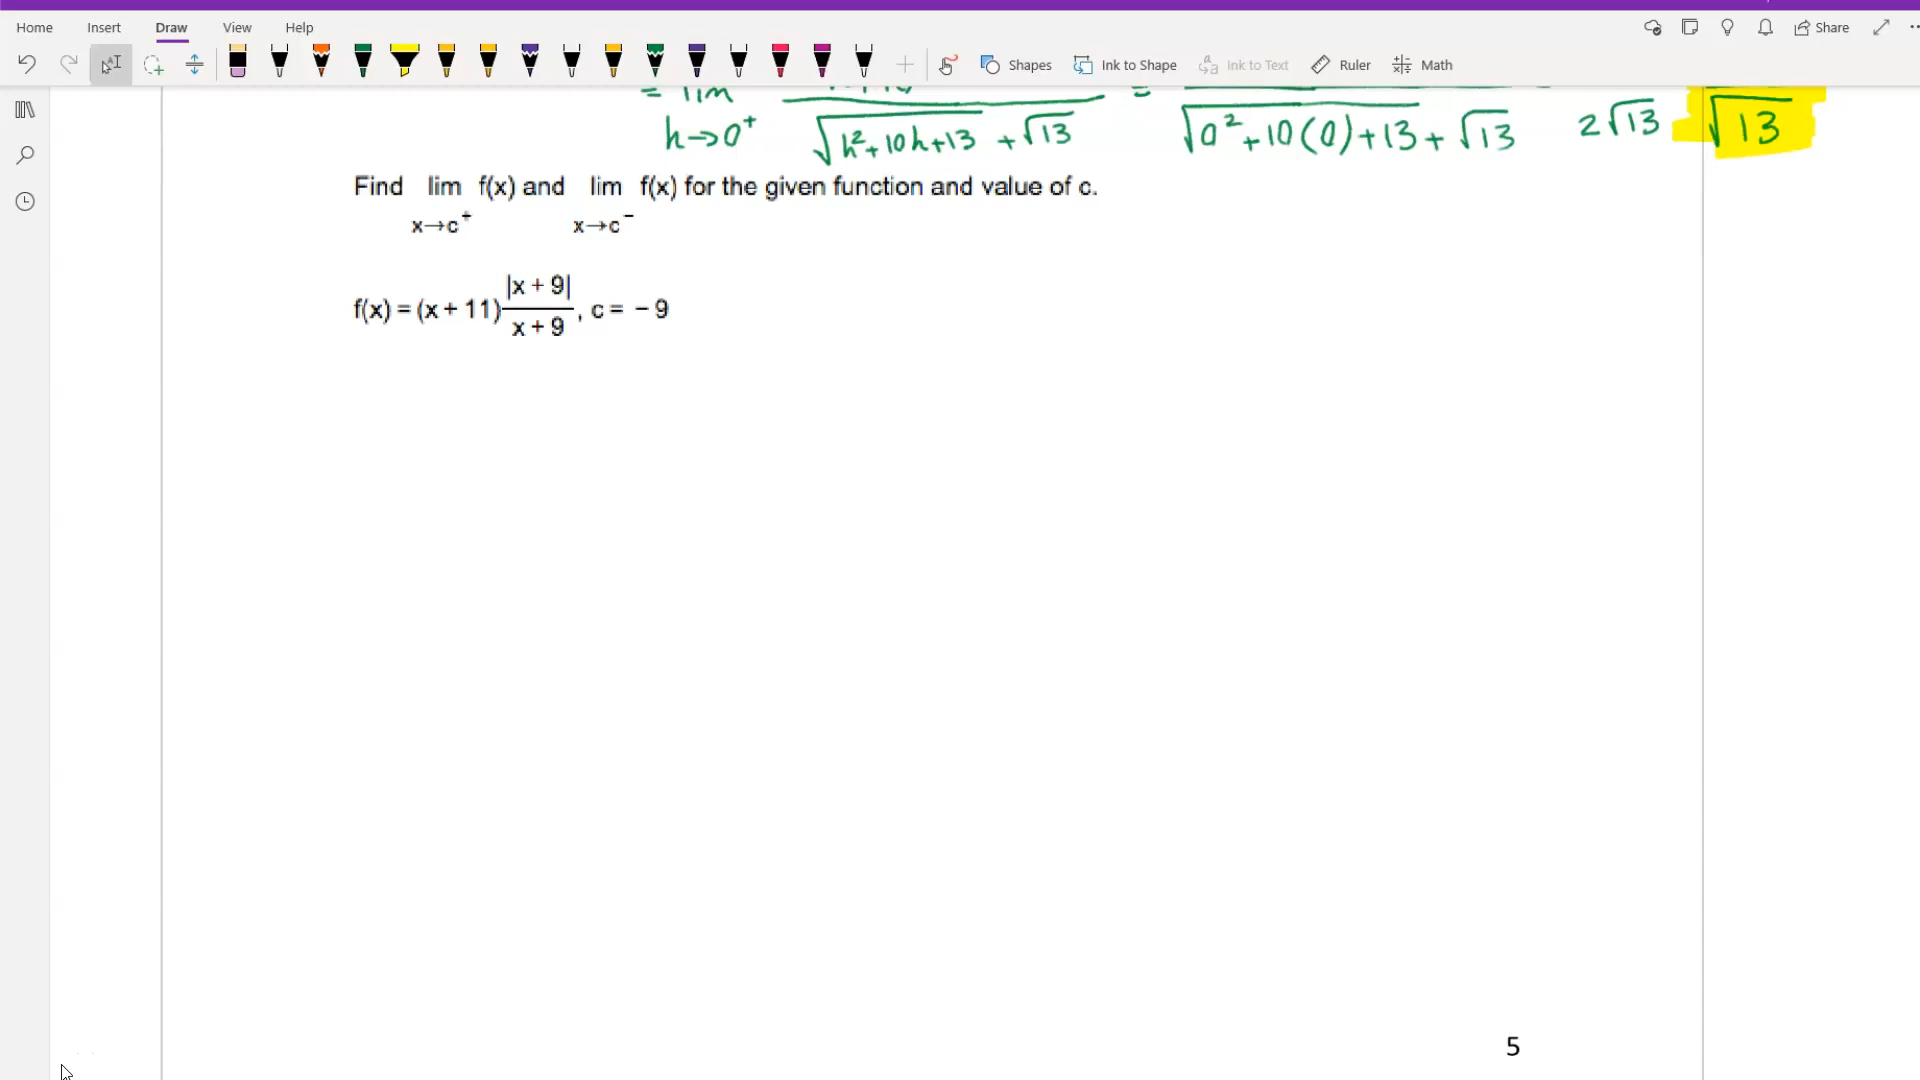 Home Insert Draw View Help Share
Shapes Ink to Shape Ink to Text Ruler Math
= lim =
h→0⁺ √h²+10h+13 + √13 √0²+10(0)+13 + √13 2√13 √13
Find lim f(x) and lim f(x) for the given function and value of c.
x→c⁺ x→c⁻
|x + 9|
f(x) = (x + 11) , c = − 9
x + 9
5